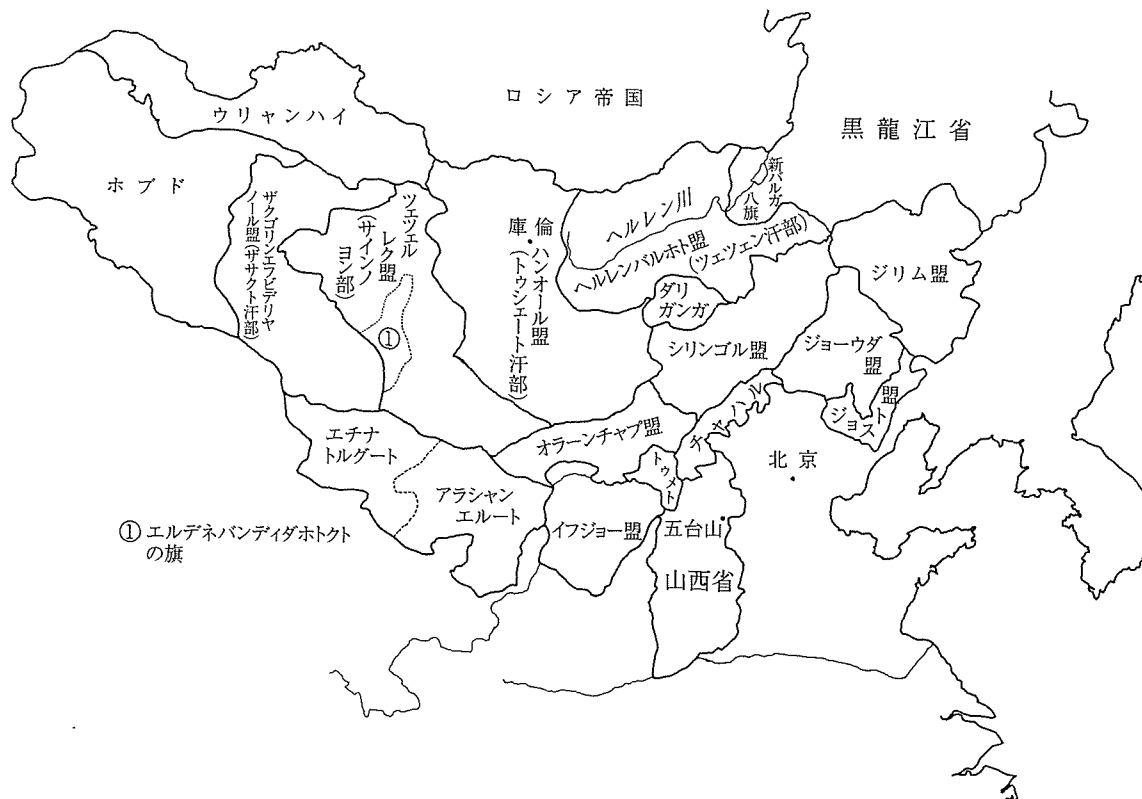 ロシア帝国
黒龍江省
ウリャンハイ
ホブド
ザクゴリンエフビデリヤ
ノール盟(ザサクト汗部)
ツェツェル
レク盟
(サインノ
ヨン部)
①
庫倫
ハンオール盟
(トゥシェート汗部)
ヘルレン川
ヘルレンバルホト盟
(ツェツェン汗部)
新バルガ
八旗
ダリ
ガンガ
ジリム盟
シリンゴル盟
ジョーウダ
盟
ジョスト盟
チャハル
オラーンチャプ盟
トゥメト
エチナ
トルグート
アラシャン
エルート
イフジョー盟
北京
五台山
山西省
① エルデネバンディダホトクト
の旗